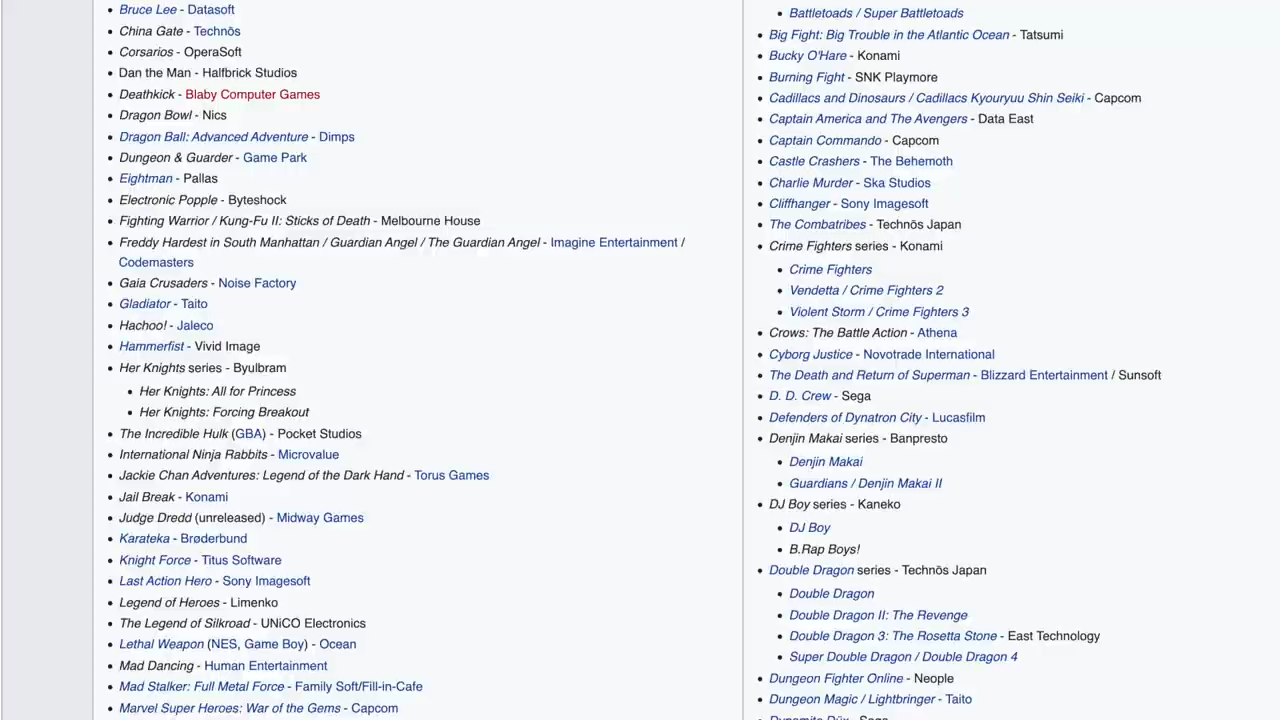 Bruce Lee - Datasoft
China Gate - Technōs
Corsarios - OperaSoft
Dan the Man - Halfbrick Studios
Deathkick - Blaby Computer Games
Dragon Bowl - Nics
Dragon Ball: Advanced Adventure - Dimps
Dungeon & Guarder - Game Park
Eightman - Pallas
Electronic Popple - Byteshock
Fighting Warrior / Kung-Fu II: Sticks of Death - Melbourne House
Freddy Hardest in South Manhattan / Guardian Angel / The Guardian Angel - Imagine Entertainment /
Codemasters
Gaia Crusaders - Noise Factory
Gladiator - Taito
Hachoo! - Jaleco
Hammerfist - Vivid Image
Her Knights series - Byulbram
Her Knights: All for Princess
Her Knights: Forcing Breakout
The Incredible Hulk (GBA) - Pocket Studios
International Ninja Rabbits - Microvalue
Jackie Chan Adventures: Legend of the Dark Hand - Torus Games
Jail Break - Konami
Judge Dredd (unreleased) - Midway Games
Karateka - Brøderbund
Knight Force - Titus Software
Last Action Hero - Sony Imagesoft
Legend of Heroes - Limenko
The Legend of Silkroad - UNiCO Electronics
Lethal Weapon (NES, Game Boy) - Ocean
Mad Dancing - Human Entertainment
Mad Stalker: Full Metal Force - Family Soft/Fill-in-Cafe
Marvel Super Heroes: War of the Gems - Capcom
Battletoads / Super Battletoads
Big Fight: Big Trouble in the Atlantic Ocean - Tatsumi
Bucky O'Hare - Konami
Burning Fight - SNK Playmore
Cadillacs and Dinosaurs / Cadillacs Kyouryuu Shin Seiki - Capcom
Captain America and The Avengers - Data East
Captain Commando - Capcom
Castle Crashers - The Behemoth
Charlie Murder - Ska Studios
Cliffhanger - Sony Imagesoft
The Combatribes - Technōs Japan
Crime Fighters series - Konami
Crime Fighters
Vendetta / Crime Fighters 2
Violent Storm / Crime Fighters 3
Crows: The Battle Action - Athena
Cyborg Justice - Novotrade International
The Death and Return of Superman - Blizzard Entertainment / Sunsoft
D. D. Crew - Sega
Defenders of Dynatron City - Lucasfilm
Denjin Makai series - Banpresto
Denjin Makai
Guardians / Denjin Makai II
DJ Boy series - Kaneko
DJ Boy
B.Rap Boys!
Double Dragon series - Technōs Japan
Double Dragon
Double Dragon II: The Revenge
Double Dragon 3: The Rosetta Stone - East Technology
Super Double Dragon / Double Dragon 4
Dungeon Fighter Online - Neople
Dungeon Magic / Lightbringer - Taito
Dynamite Düx - Sega